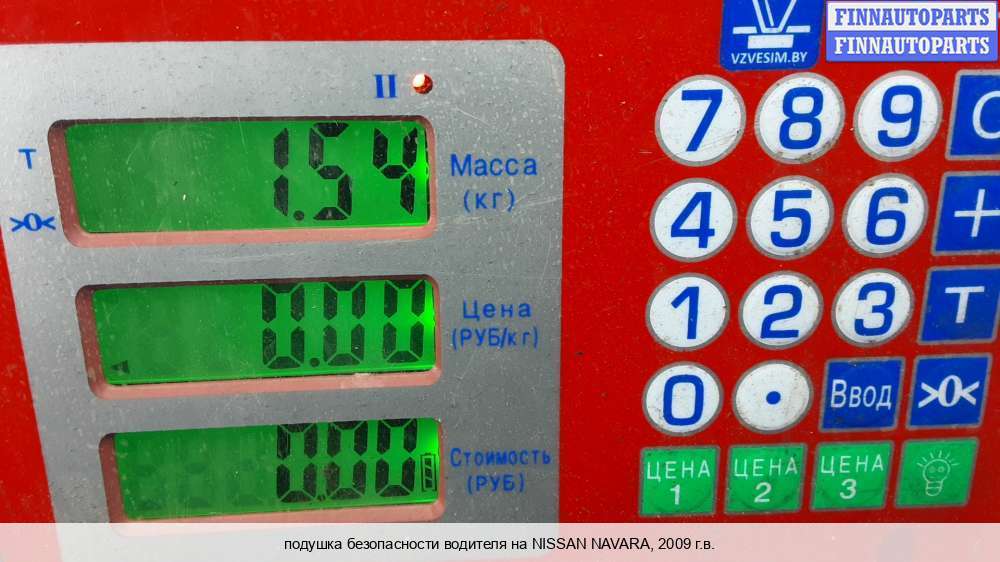 FINNAUTOPARTS
FINNAUTOPARTS
VZVESIM.BY
II
T
>0<
1.54
Масса
(кг)
0.00
Цена
(РУБ/кг)
0.00
Стоимость
(РУБ)
7 8 9 C
4 5 6 +
1 2 3 T
0 . Ввод >0<
ЦЕНА 1
ЦЕНА 2
ЦЕНА 3
подушка безопасности водителя на NISSAN NAVARA, 2009 г.в.